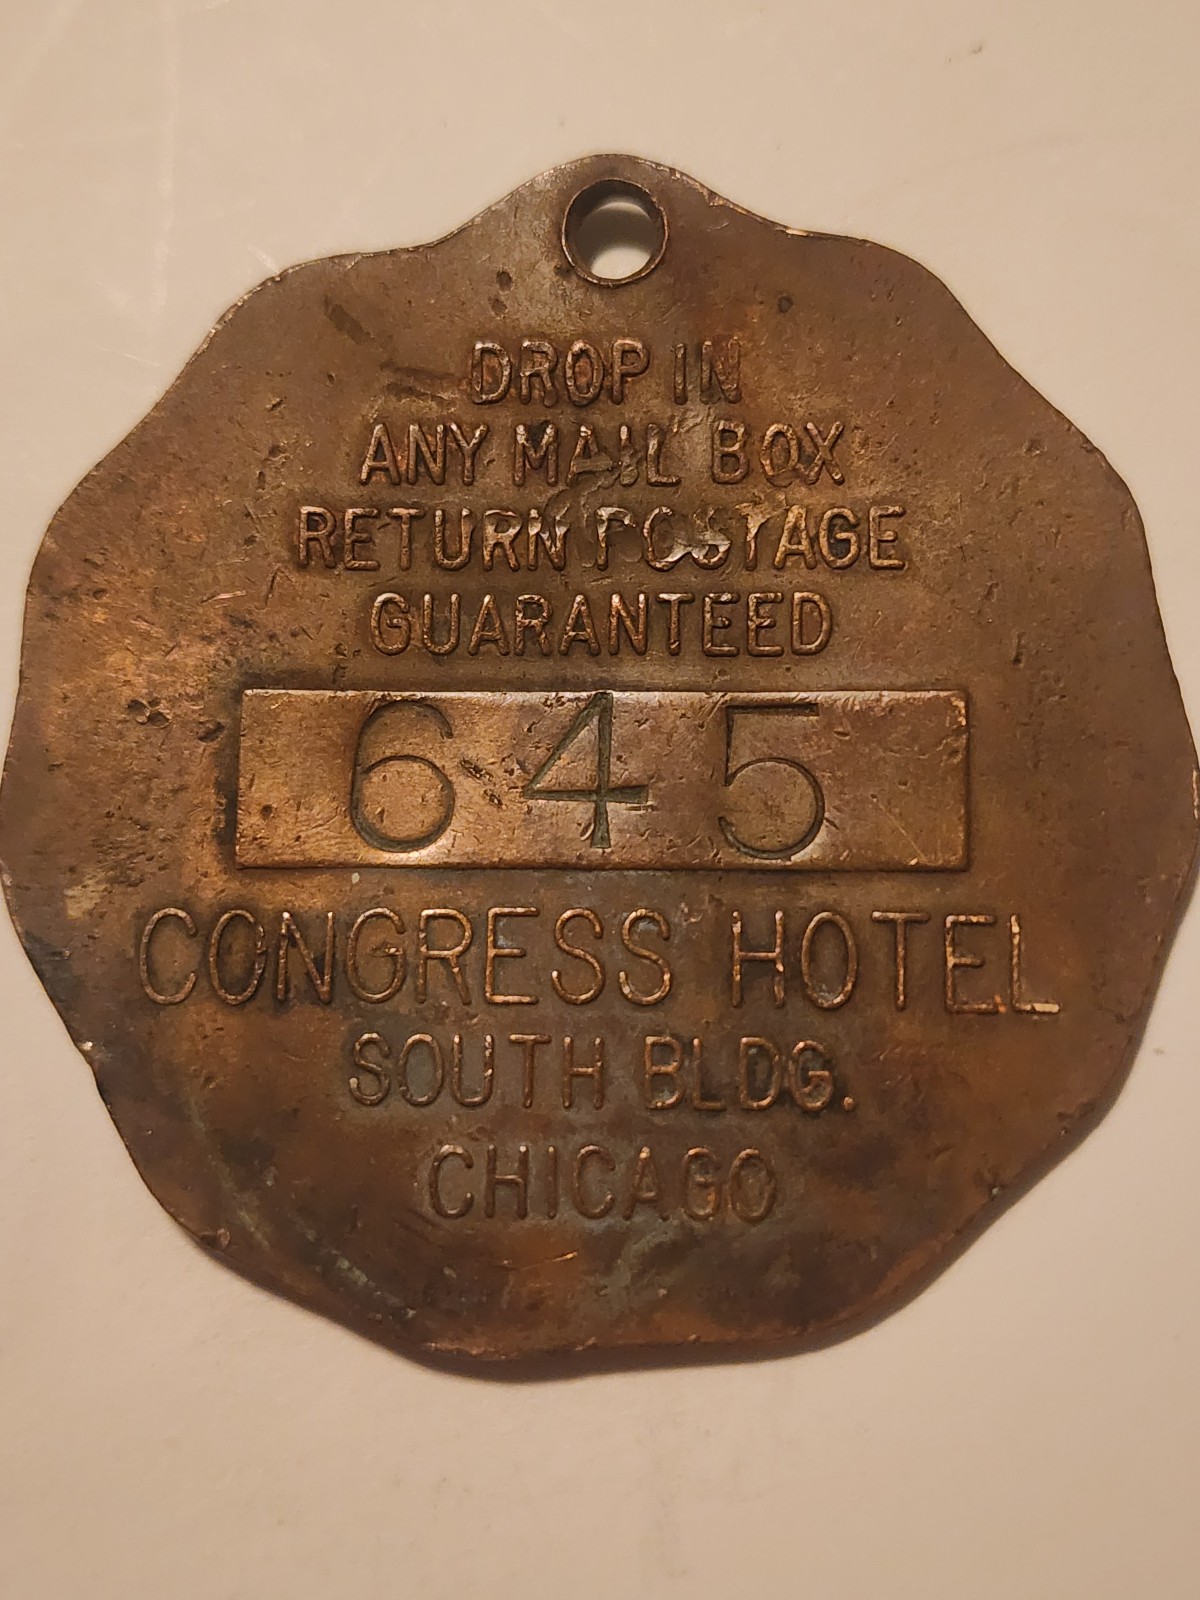 DROP IN
ANY MAIL BOX
RETURN POSTAGE
GUARANTEED
645
CONGRESS HOTEL
SOUTH BLDG.
CHICAGO